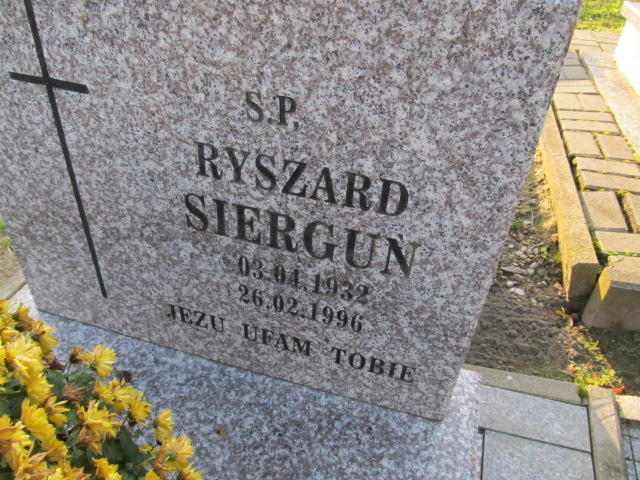 S.P.
RYSZARD
SIERGUŃ
03.04.1932
26.02.1996
JEZU UFAM TOBIE